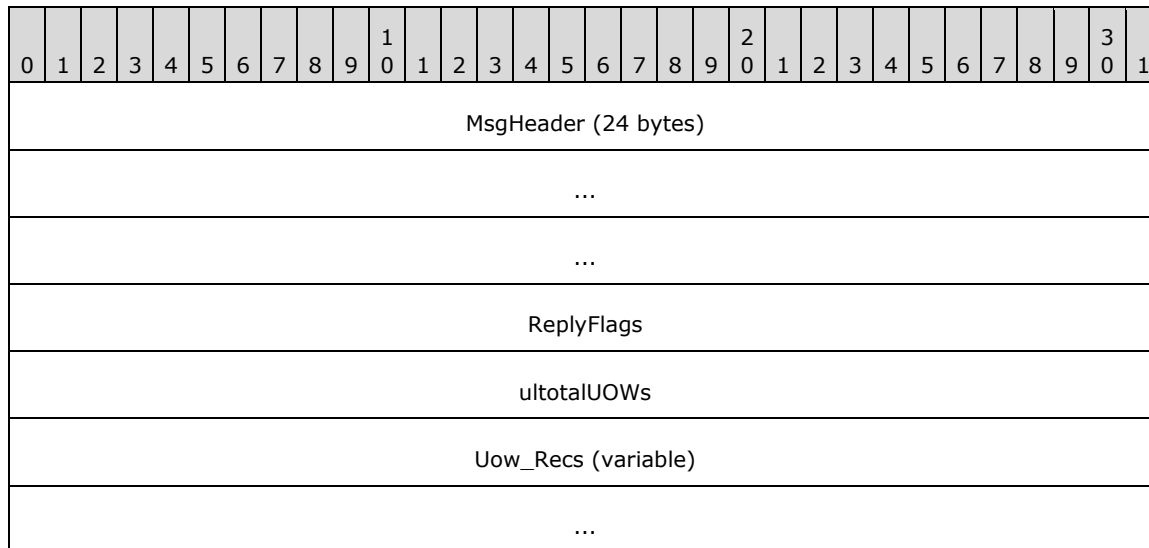 1 2 3
0 1 2 3 4 5 6 7 8 9 0 1 2 3 4 5 6 7 8 9 0 1 2 3 4 5 6 7 8 9 0 1
MsgHeader (24 bytes)
...
...
ReplyFlags
ultotalUOWs
Uow_Recs (variable)
...